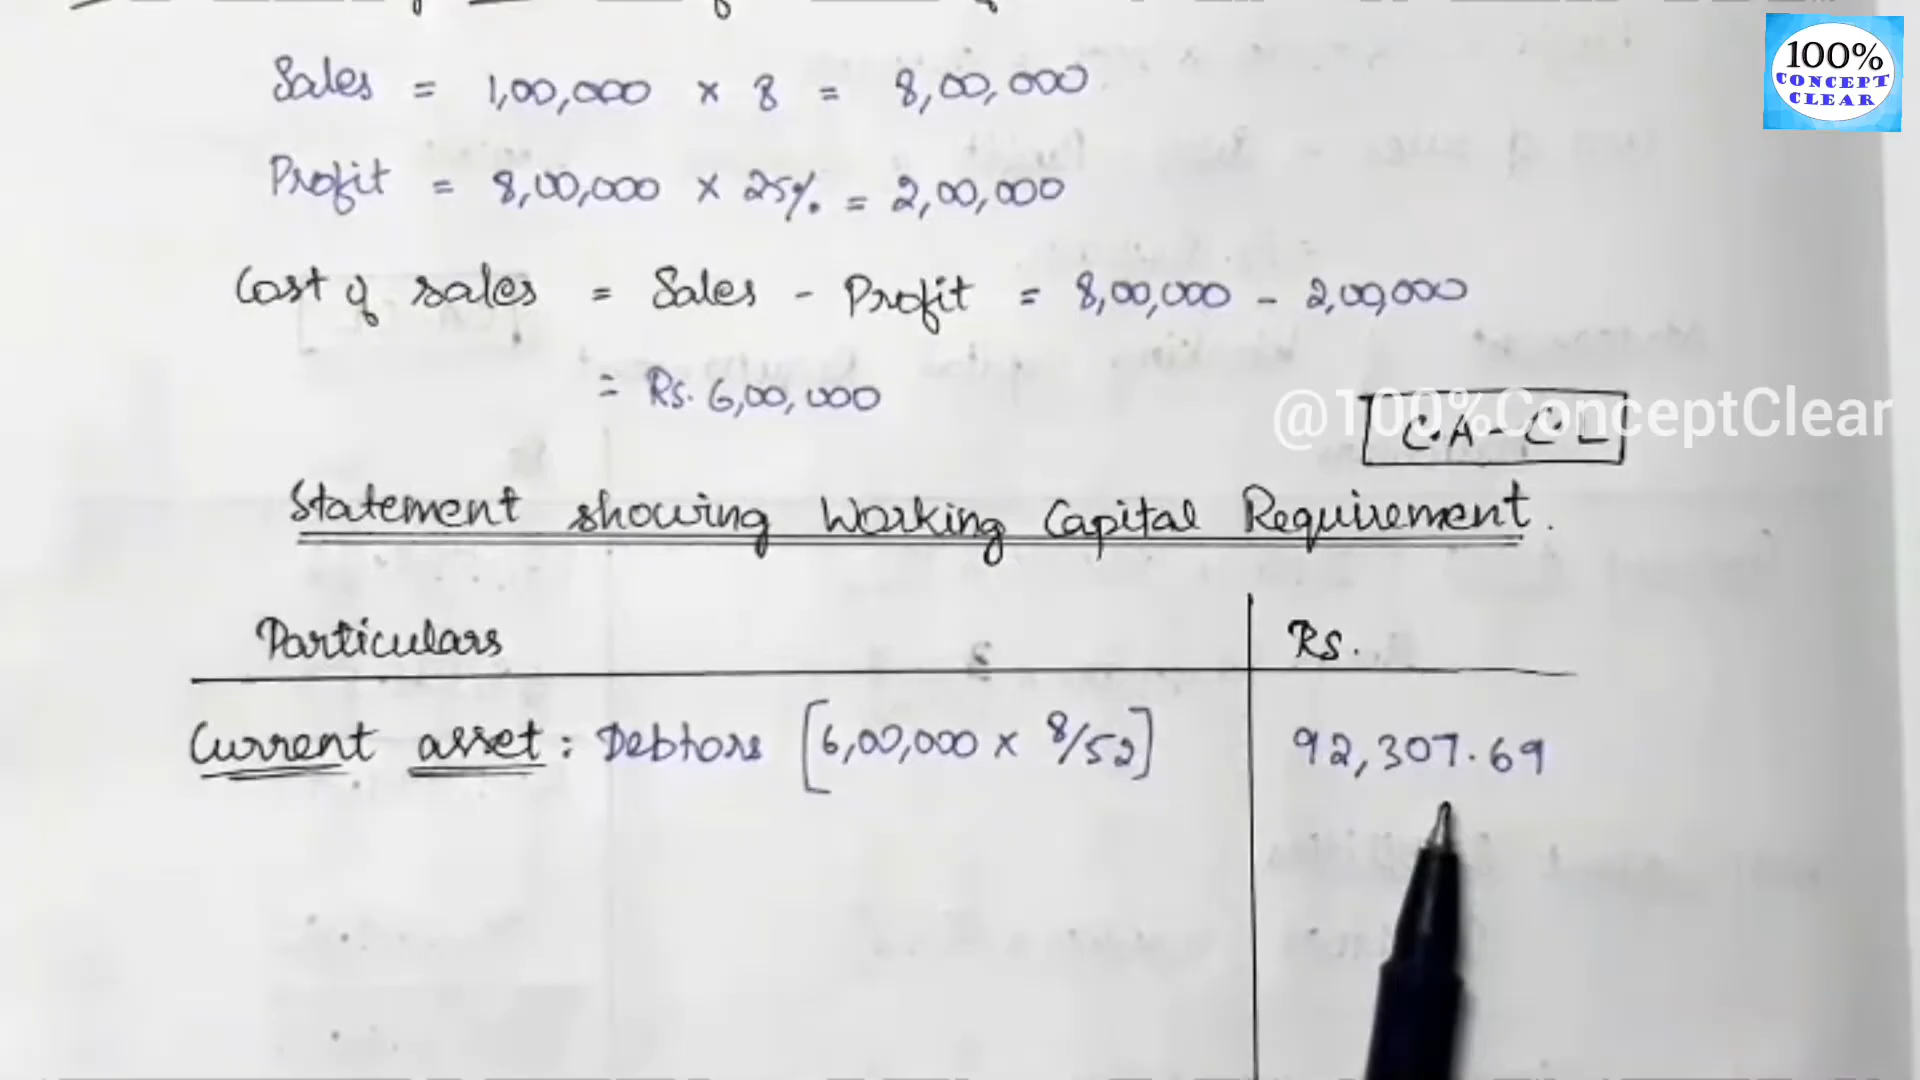 100%
CONCEPT
CLEAR
Sales = 1,00,000 × 8 = 8,00,000
Profit = 8,00,000 × 25% = 2,00,000
Cost of sales = Sales - Profit = 8,00,000 - 2,00,000
= Rs. 6,00,000
@100%ConceptClear
C.A - C.L
Statement showing Working Capital Requirement.
Particulars Rs.
Current asset : Debtors [6,00,000 × 8/52] 92,307.69